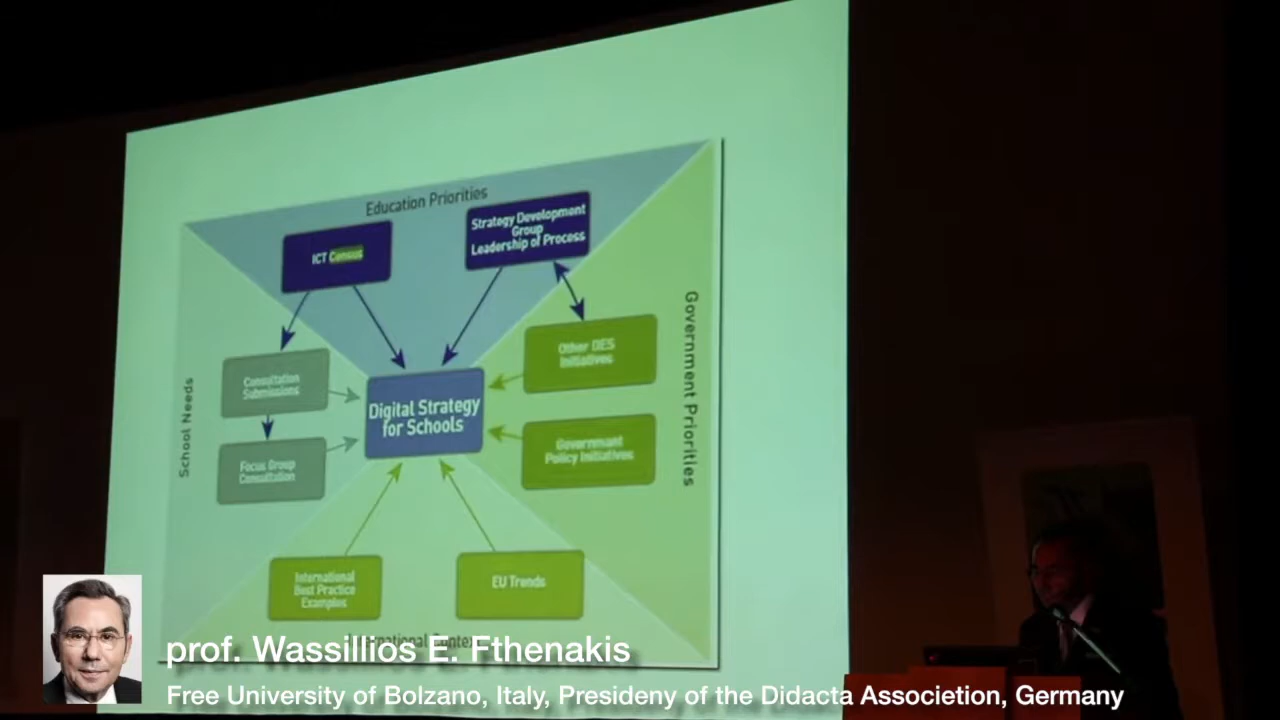 Education Priorities
ICT Census
Strategy Development
Group
Leadership of Process
Government Priorities
School Needs
Other DES
Initiatives
Consultation
Submissions
Digital Strategy
for Schools
Government
Policy Initiatives
Focus Group
Consultation
International
Best Practice
Examples
EU Trends
International Context
prof. Wassillios E. Fthenakis
Free University of Bolzano, Italy, Presideny of the Didacta Associetion, Germany